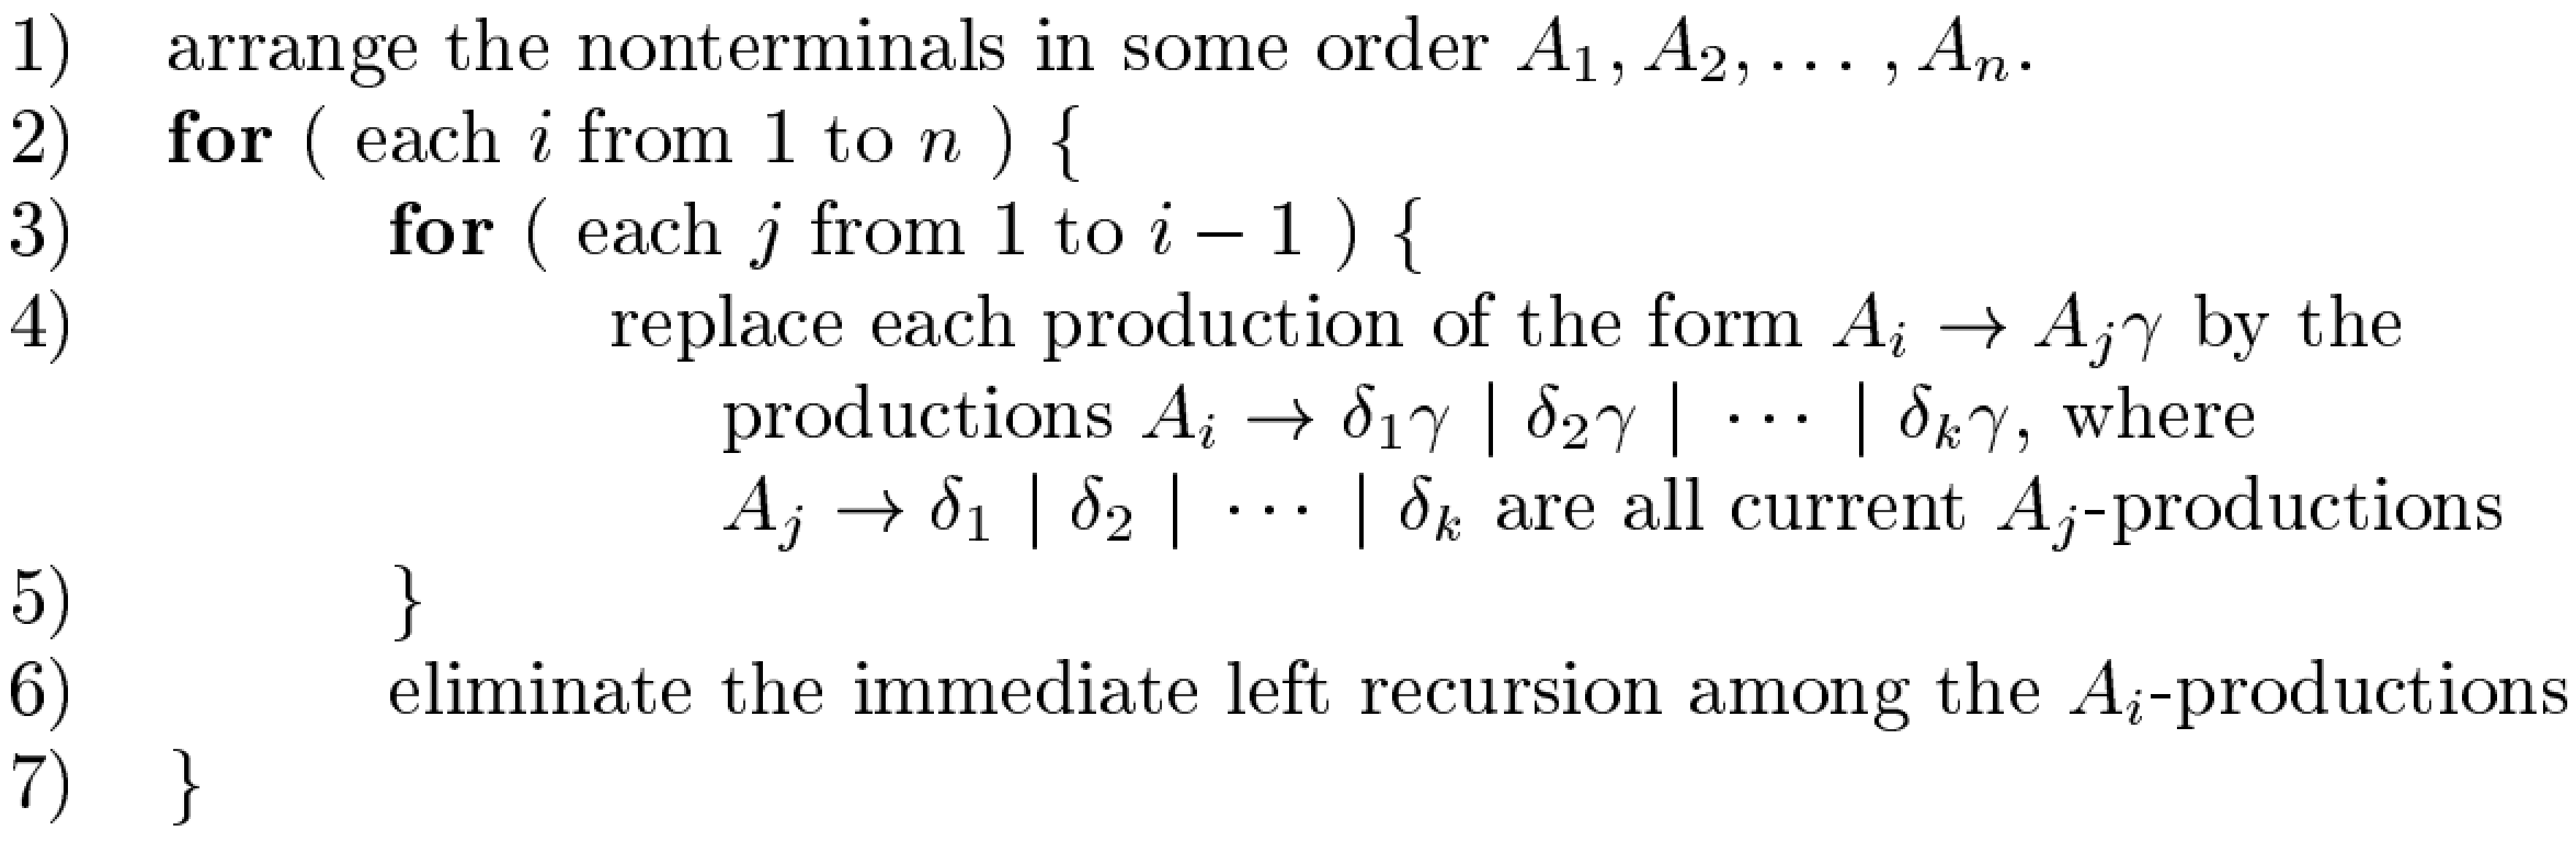 1) arrange the nonterminals in some order A₁, A₂, . . . , Aₙ.
2) for ( each i from 1 to n ) {
3) for ( each j from 1 to i − 1 ) {
4) replace each production of the form Aᵢ → Aⱼγ by the
productions Aᵢ → δ₁γ | δ₂γ | · · · | δₖγ, where
Aⱼ → δ₁ | δ₂ | · · · | δₖ are all current Aⱼ-productions
5) }
6) eliminate the immediate left recursion among the Aᵢ-productions
7) }